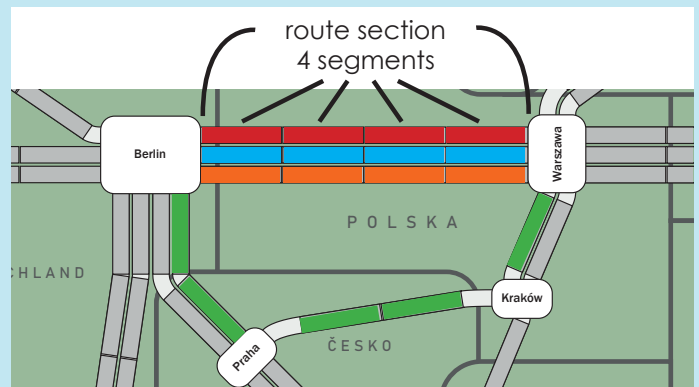 route section
4 segments
Berlin
Warszawa
POLSKA
CHLAND
Kraków
ČESKO
Praha